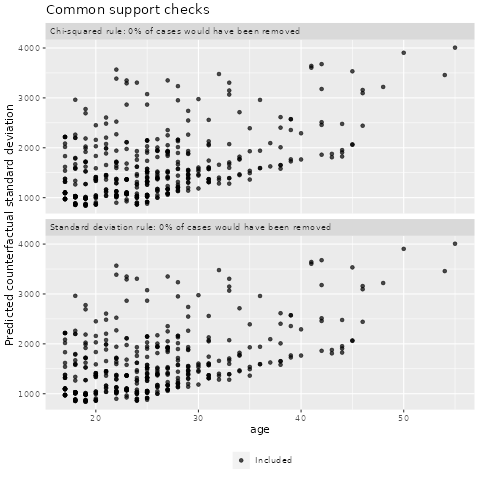 Common support checks
Chi-squared rule: 0% of cases would have been removed
4000
3000
2000
1000
Standard deviation rule: 0% of cases would have been removed
4000
3000
2000
1000
Predicted counterfactual standard deviation
20
30
40
50
age
Included